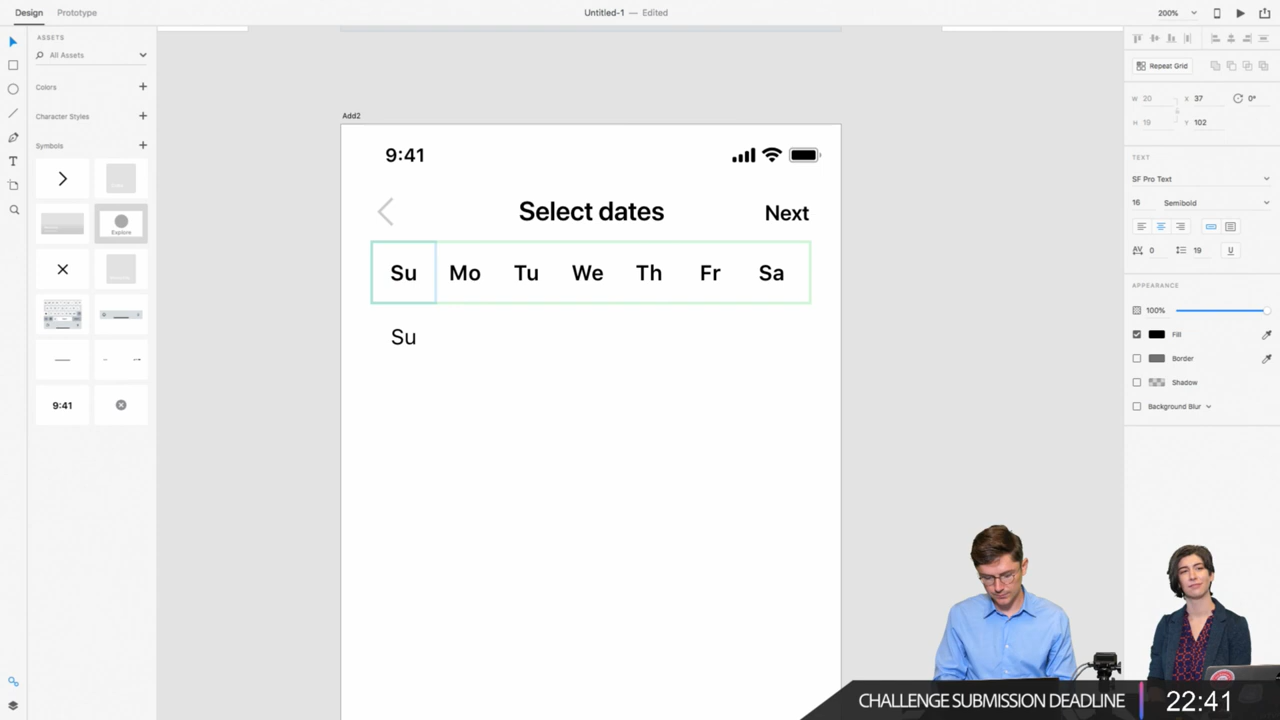 Design Prototype
Untitled-1 — Edited
200%
ASSETS
All Assets
Colors
Character Styles
Symbols
Explore
9:41
Add2
9:41
Select dates
Next
Su Mo Tu We Th Fr Sa
Su
Repeat Grid
W 20 X 37 0°
H 19 Y 102
TEXT
SF Pro Text
16 Semibold
AV 0 19 U
APPEARANCE
100%
Fill
Border
Shadow
Background Blur
CHALLENGE SUBMISSION DEADLINE 22:41